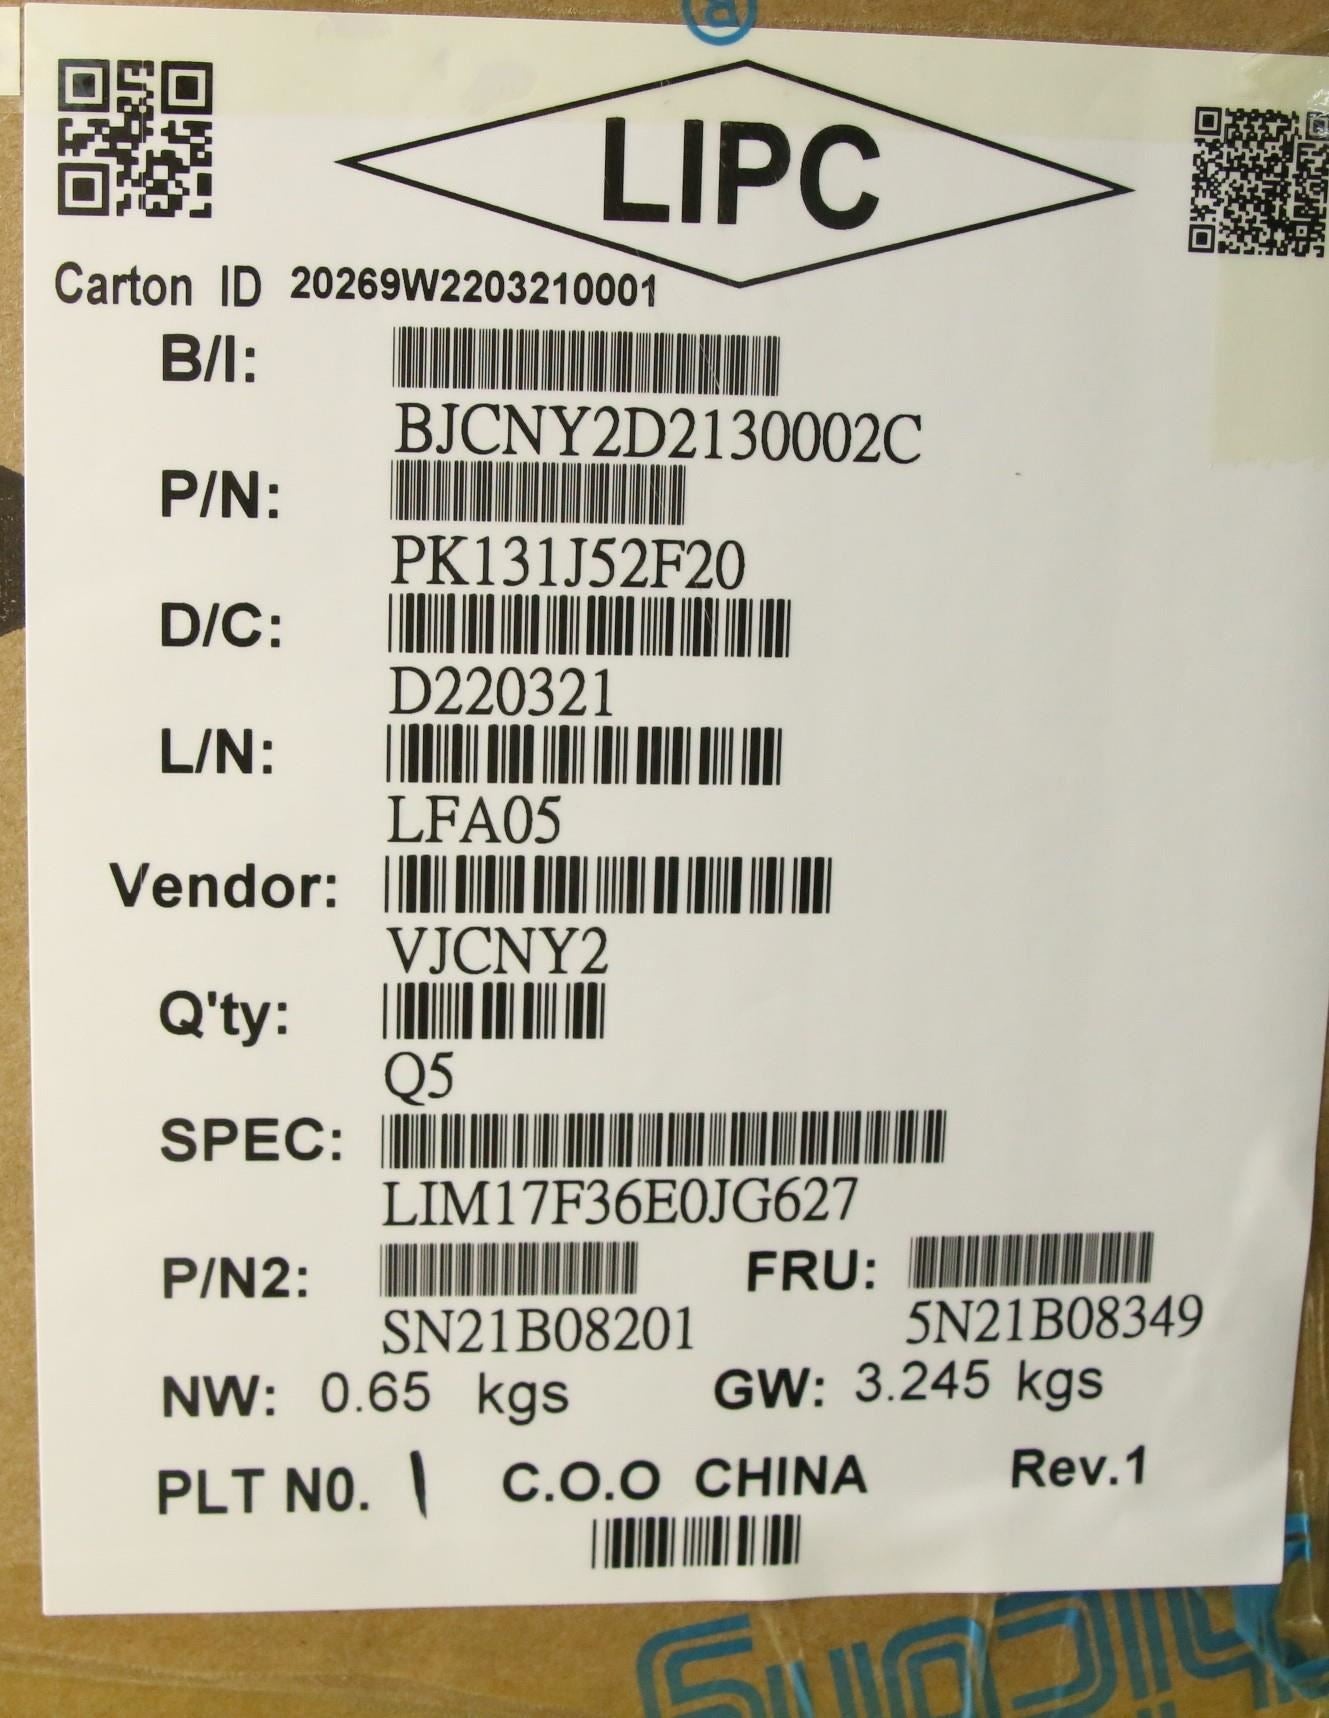 LIPC
Carton ID 20269W2203210001
B/I:
BJCNY2D2130002C
P/N:
PK131J52F20
D/C:
D220321
L/N:
LFA05
Vendor:
VJCNY2
Q'ty:
Q5
SPEC:
LIM17F36E0JG627
P/N2:
SN21B08201
FRU:
5N21B08349
NW: 0.65 kgs GW: 3.245 kgs
PLT N0. 1 C.O.O CHINA Rev.1